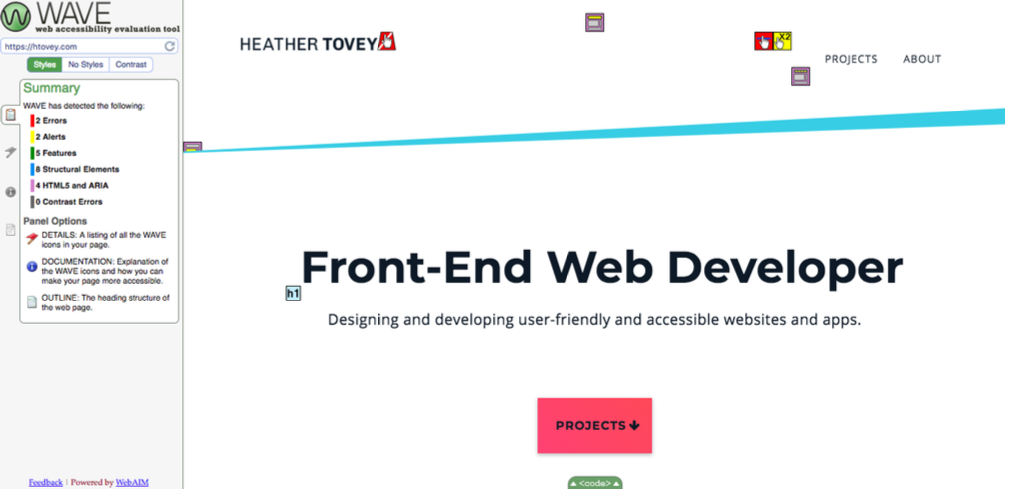 WAVE
web accessibility evaluation tool
https://htovey.com
Styles No Styles Contrast
Summary
WAVE has detected the following:
2 Errors
2 Alerts
5 Features
8 Structural Elements
4 HTML5 and ARIA
0 Contrast Errors
Panel Options
DETAILS: A listing of all the WAVE
icons in your page.
DOCUMENTATION: Explanation of
the WAVE icons and how you can
make your page more accessible.
OUTLINE: The heading structure of
the web page.
Feedback | Powered by WebAIM
HEATHER TOVEY
X2
PROJECTS ABOUT
Front-End Web Developer
h1
Designing and developing user-friendly and accessible websites and apps.
PROJECTS
<code>